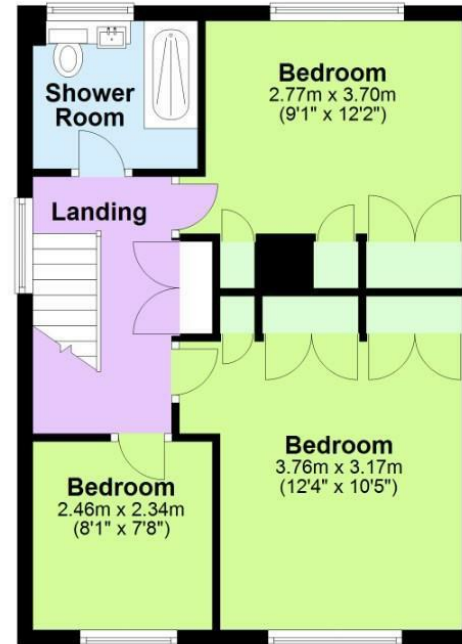 Bedroom
2.77m x 3.70m
(9'1" x 12'2")
Shower
Room
Landing
Bedroom
3.76m x 3.17m
(12'4" x 10'5")
Bedroom
2.46m x 2.34m
(8'1" x 7'8")